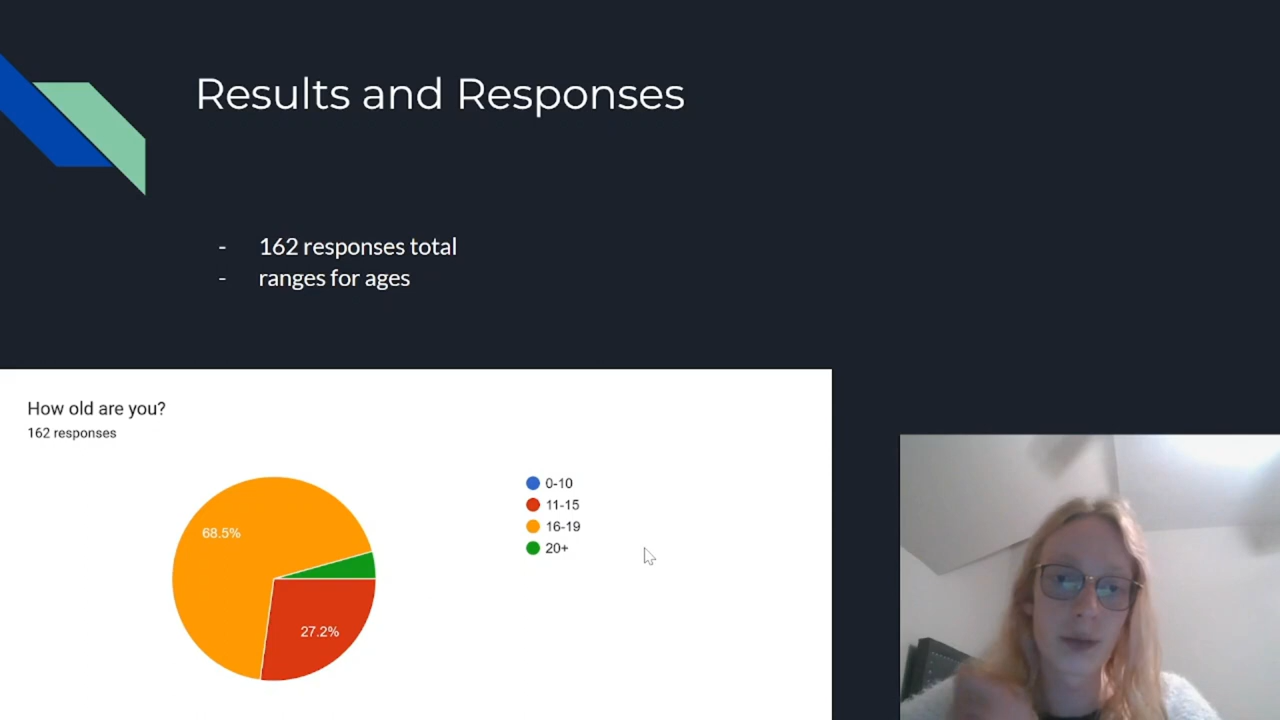 Results and Responses
- 162 responses total
- ranges for ages
How old are you?
162 responses
0-10
11-15
16-19
20+
68.5%
27.2%